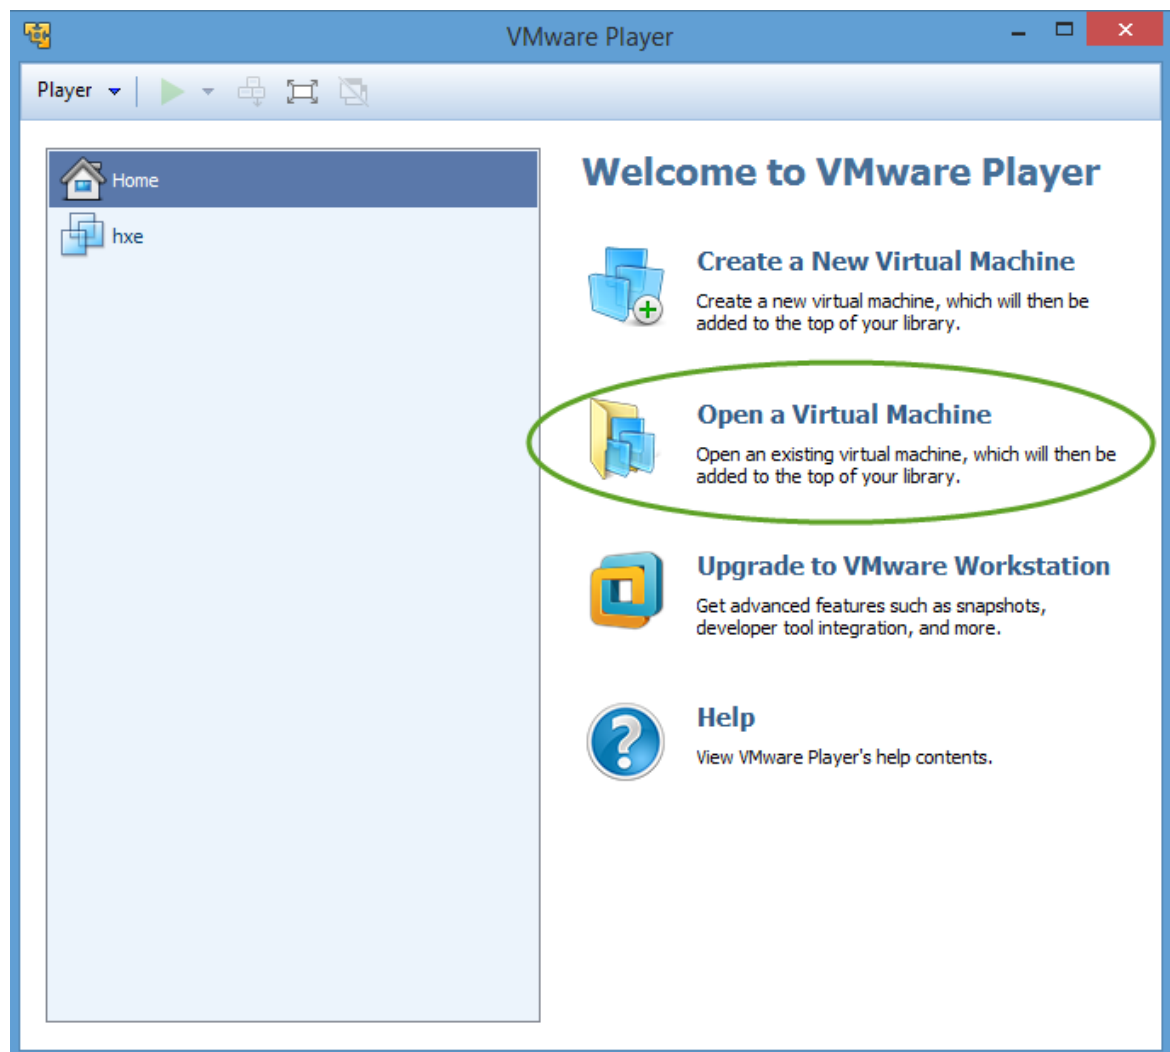 VMware Player
Player
Home
hxe
Welcome to VMware Player
Create a New Virtual Machine
Create a new virtual machine, which will then be
added to the top of your library.
Open a Virtual Machine
Open an existing virtual machine, which will then be
added to the top of your library.
Upgrade to VMware Workstation
Get advanced features such as snapshots,
developer tool integration, and more.
Help
View VMware Player's help contents.